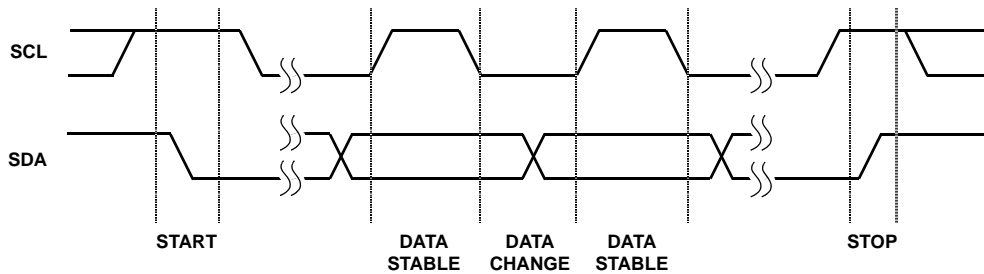 SCL
SDA
START
DATA
STABLE
DATA
CHANGE
DATA
STABLE
STOP